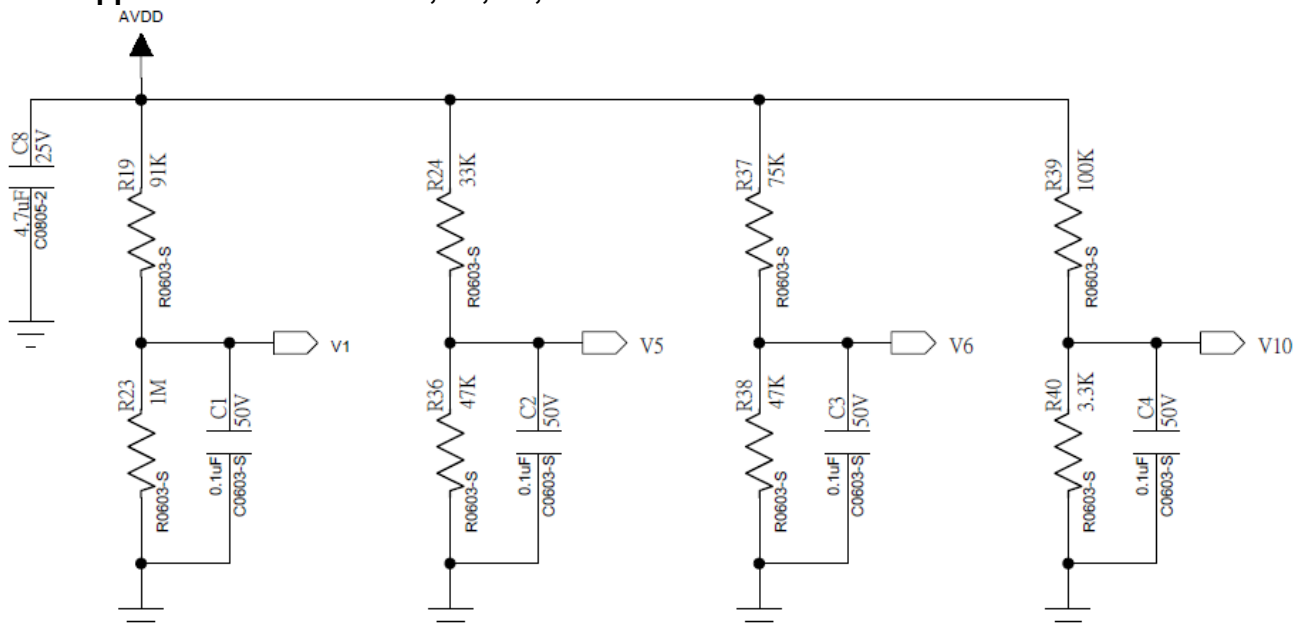 AVDD
C8
25V
4.7uF
C0805-2
R19
91K
R0603-S
R24
33K
R0603-S
R37
75K
R0603-S
R39
100K
R0603-S
V1
V5
V6
V10
R23
1M
R0603-S
C1
50V
0.1uF
C0603-S
R36
47K
R0603-S
C2
50V
0.1uF
C0603-S
R38
47K
R0603-S
C3
50V
0.1uF
C0603-S
R40
3.3K
R0603-S
C4
50V
0.1uF
C0603-S